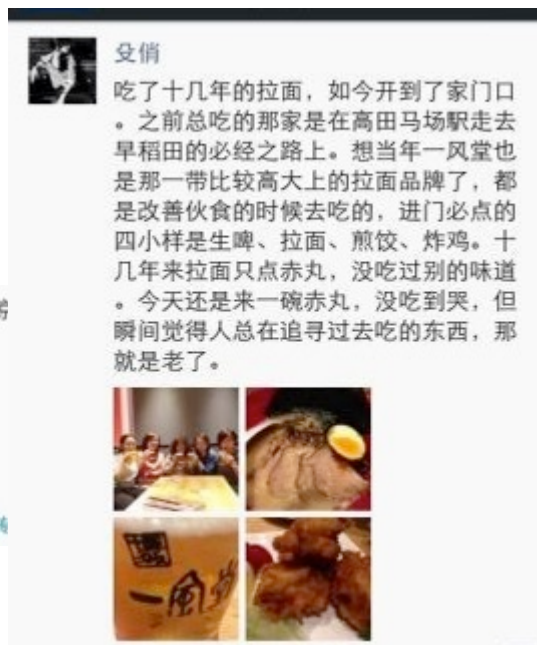 殳俏
吃了十几年的拉面，如今开到了家门口
。之前总吃的那家是在高田马场駅走去
早稻田的必经之路上。想当年一风堂也
是那一带比较高大上的拉面品牌了，都
是改善伙食的时候去吃的，进门必点的
四小样是生啤、拉面、煎饺、炸鸡。十
几年来拉面只点赤丸，没吃过别的味道
。今天还是来一碗赤丸，没吃到哭，但
瞬间觉得人总在追寻过去吃的东西，那
就是老了。
一風堂